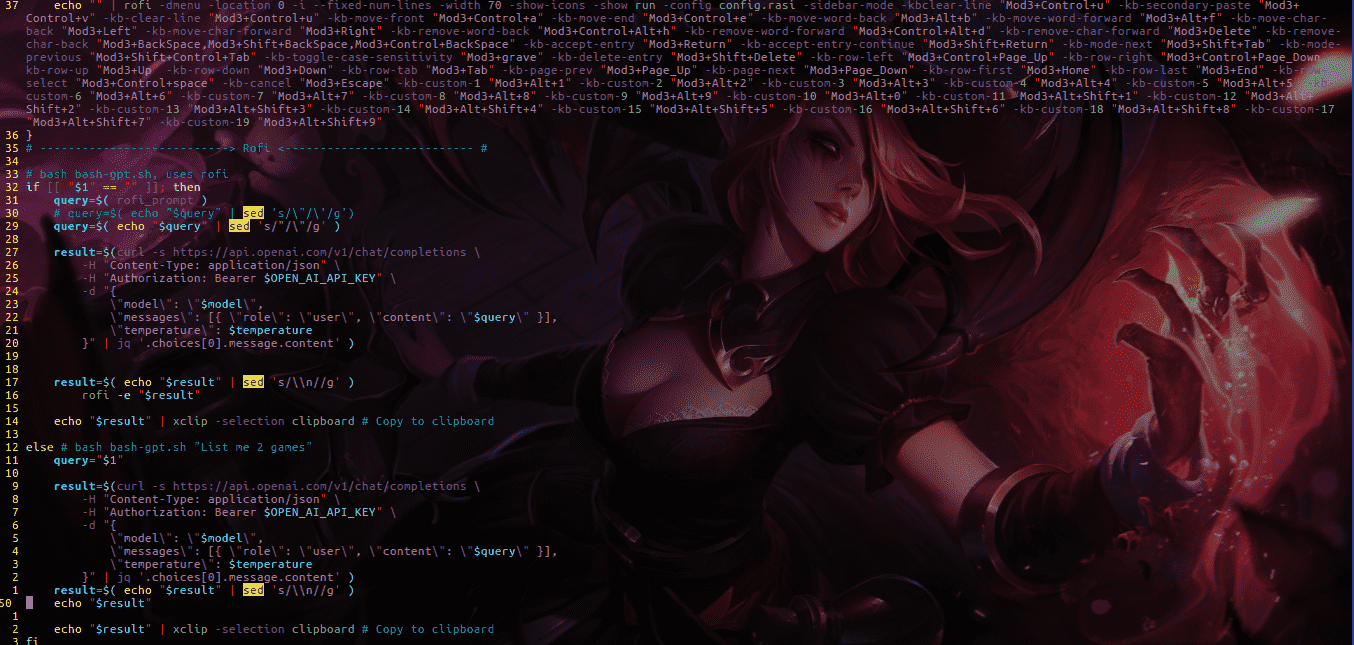 37     echo "" | rofi -dmenu -location 0 -i --fixed-num-lines -width 70 -show-icons -show run -config config.rasi -sidebar-mode -kbclear-line "Mod3+Control+u" -kb-secondary-paste "Mod3+
Control+v" -kb-clear-line "Mod3+Control+u" -kb-move-front "Mod3+Control+a" -kb-move-end "Mod3+Control+e" -kb-move-word-back "Mod3+Alt+b" -kb-move-word-forward "Mod3+Alt+f" -kb-move-char-
back "Mod3+Left" -kb-move-char-forward "Mod3+Right" -kb-remove-word-back "Mod3+Control+Alt+h" -kb-remove-word-forward "Mod3+Control+Alt+d" -kb-remove-char-forward "Mod3+Delete" -kb-remove-
char-back "Mod3+BackSpace,Mod3+Shift+BackSpace,Mod3+Control+BackSpace" -kb-accept-entry "Mod3+Return" -kb-accept-entry-continue "Mod3+Shift+Return" -kb-mode-next "Mod3+Shift+Tab" -kb-mode-
previous "Mod3+Shift+Control+Tab" -kb-toggle-case-sensitivity "Mod3+grave" -kb-delete-entry "Mod3+Shift+Delete" -kb-row-left "Mod3+Control+Page_Up" -kb-row-right "Mod3+Control+Page_Down"
-kb-row-up "Mod3+Up" -kb-row-down "Mod3+Down" -kb-row-tab "Mod3+Tab" -kb-page-prev "Mod3+Page_Up" -kb-page-next "Mod3+Page_Down" -kb-row-first "Mod3+Home" -kb-row-last "Mod3+End" -kb-row-
select "Mod3+Control+space" -kb-cancel "Mod3+Escape" -kb-custom-1 "Mod3+Alt+1" -kb-custom-2 "Mod3+Alt+2" -kb-custom-3 "Mod3+Alt+3" -kb-custom-4 "Mod3+Alt+4" -kb-custom-5 "Mod3+Alt+5" -kb-
custom-6 "Mod3+Alt+6" -kb-custom-7 "Mod3+Alt+7" -kb-custom-8 "Mod3+Alt+8" -kb-custom-9 "Mod3+Alt+9" -kb-custom-10 "Mod3+Alt+0" -kb-custom-11 "Mod3+Alt+Shift+1" -kb-custom-12 "Mod3+Alt+
Shift+2" -kb-custom-13 "Mod3+Alt+Shift+3" -kb-custom-14 "Mod3+Alt+Shift+4" -kb-custom-15 "Mod3+Alt+Shift+5" -kb-custom-16 "Mod3+Alt+Shift+6" -kb-custom-18 "Mod3+Alt+Shift+8" -kb-custom-17
"Mod3+Alt+Shift+7" -kb-custom-19 "Mod3+Alt+Shift+9"
36 }
35 # ---------------------------> Rofi <--------------------------- #
34
33 # bash bash-gpt.sh, uses rofi
32 if [[ "$1" == "" ]]; then
31     query=$( rofi_prompt )
30     # query=$( echo "$query" | sed 's/\"/\'/g')
29     query=$( echo "$query" | sed 's/"/\"/g' )
28
27     result=$(curl -s https://api.openai.com/v1/chat/completions \
26         -H "Content-Type: application/json" \
25         -H "Authorization: Bearer $OPEN_AI_API_KEY" \
24         -d "{
23             \"model\": \"$model\",
22             \"messages\": [{ \"role\": \"user\", \"content\": \"$query\" }],
21             \"temperature\": $temperature
20         }" | jq '.choices[0].message.content' )
19
18
17     result=$( echo "$result" | sed 's/\\n//g' )
16         rofi -e "$result"
15
14     echo "$result" | xclip -selection clipboard # Copy to clipboard
13
12 else # bash bash-gpt.sh "List me 2 games"
11     query="$1"
10
9     result=$(curl -s https://api.openai.com/v1/chat/completions \
8         -H "Content-Type: application/json" \
7         -H "Authorization: Bearer $OPEN_AI_API_KEY" \
6         -d "{
5             \"model\": \"$model\",
4             \"messages\": [{ \"role\": \"user\", \"content\": \"$query\" }],
3             \"temperature\": $temperature
2         }" | jq '.choices[0].message.content' )
1     result=$( echo "$result" | sed 's/\\n//g' )
50     echo "$result"
1
2     echo "$result" | xclip -selection clipboard # Copy to clipboard
3 fi